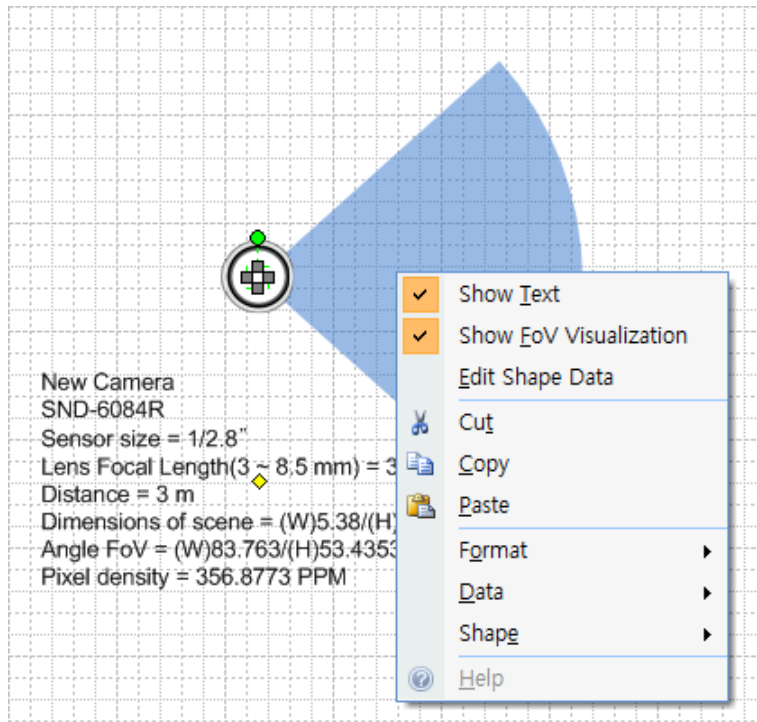 New Camera
SND-6084R
Sensor size = 1/2.8"
Lens Focal Length(3 ~ 8.5 mm) = 3
Distance = 3 m
Dimensions of scene = (W)5.38/(H)
Angle FoV = (W)83.763/(H)53.4353
Pixel density = 356.8773 PPM
Show Text
Show FoV Visualization
Edit Shape Data
Cut
Copy
Paste
Format
Data
Shape
Help